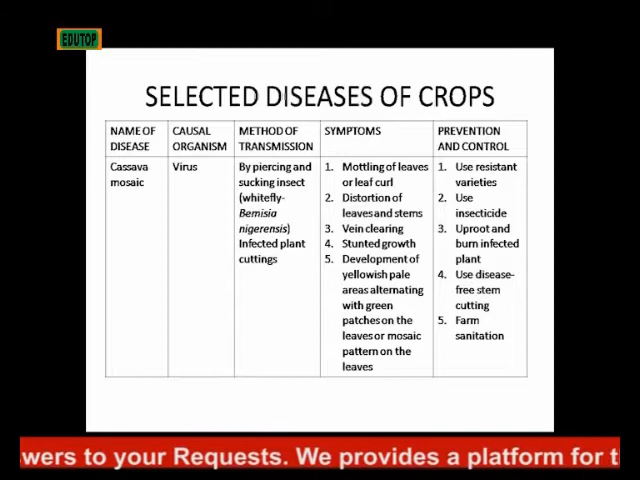 EDUTOP
SELECTED DISEASES OF CROPS
NAME OF DISEASE
CAUSAL ORGANISM
METHOD OF TRANSMISSION
SYMPTOMS
PREVENTION AND CONTROL
Cassava mosaic
Virus
By piercing and
sucking insect
(whitefly-
Bemisia
nigerensis)
Infected plant
cuttings
1. Mottling of leaves
or leaf curl
2. Distortion of
leaves and stems
3. Vein clearing
4. Stunted growth
5. Development of
yellowish pale
areas alternating
with green
patches on the
leaves or mosaic
pattern on the
leaves
1. Use resistant
varieties
2. Use
insecticide
3. Uproot and
burn infected
plant
4. Use disease-
free stem
cutting
5. Farm
sanitation
wers to your Requests. We provides a platform for t